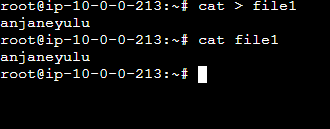 root@ip-10-0-0-213:~# cat > file1
anjaneyulu
root@ip-10-0-0-213:~# cat file1
anjaneyulu
root@ip-10-0-0-213:~#